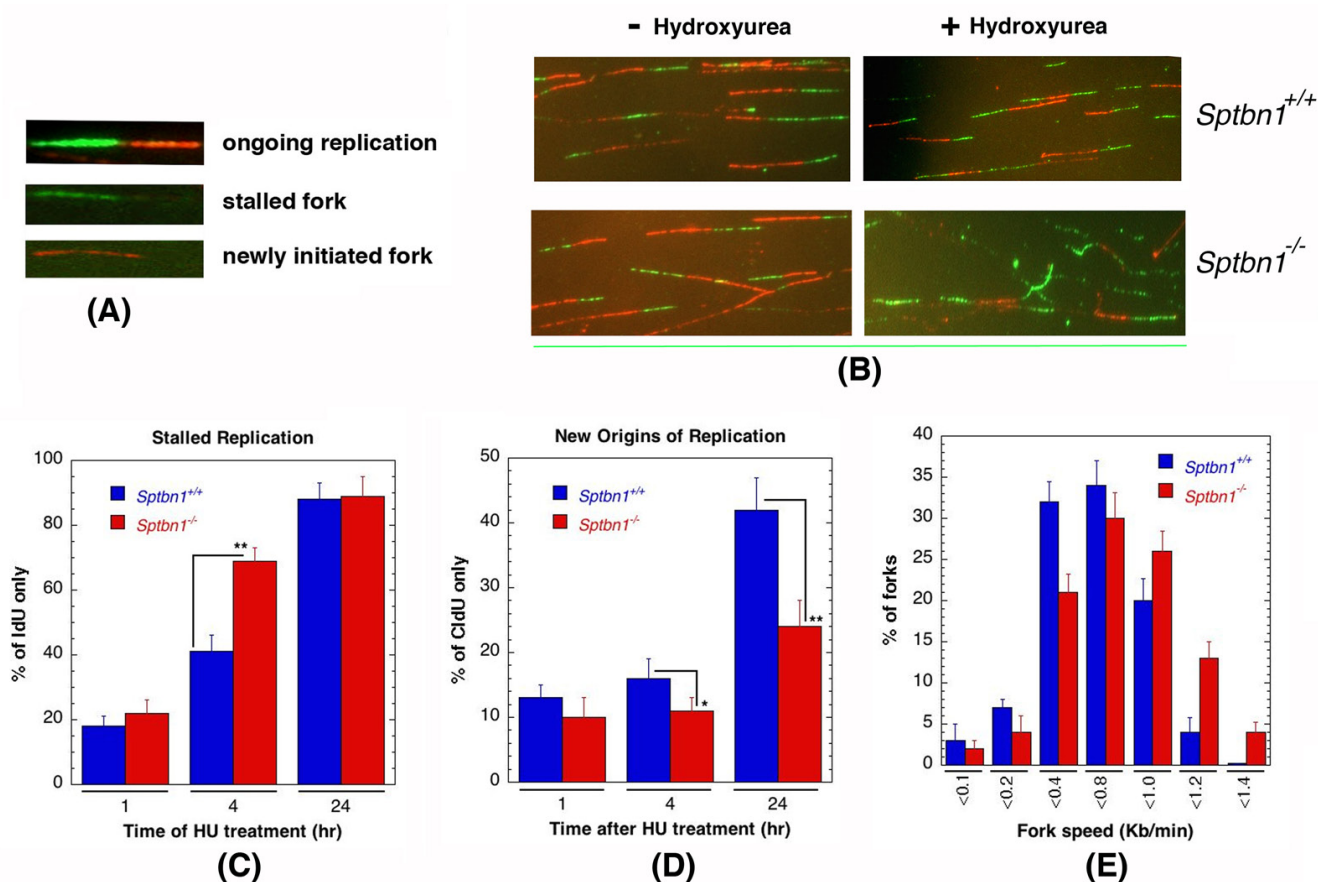 ongoing replication
stalled fork
newly initiated fork
(A)
- Hydroxyurea
+ Hydroxyurea
Sptbn1+/+
Sptbn1-/-
(B)
Stalled Replication
100
80
60
40
20
0
% of IdU only
Sptbn1+/+
Sptbn1-/-
**
1
4
24
Time of HU treatment (hr)
(C)
New Origins of Replication
50
40
30
20
10
0
% of CldU only
Sptbn1+/+
Sptbn1-/-
*
**
1
4
24
Time after HU treatment (hr)
(D)
40
35
30
25
20
15
10
5
0
% of forks
Sptbn1+/+
Sptbn1-/-
<0.1
<0.2
<0.4
<0.8
<1.0
<1.2
<1.4
Fork speed (Kb/min)
(E)